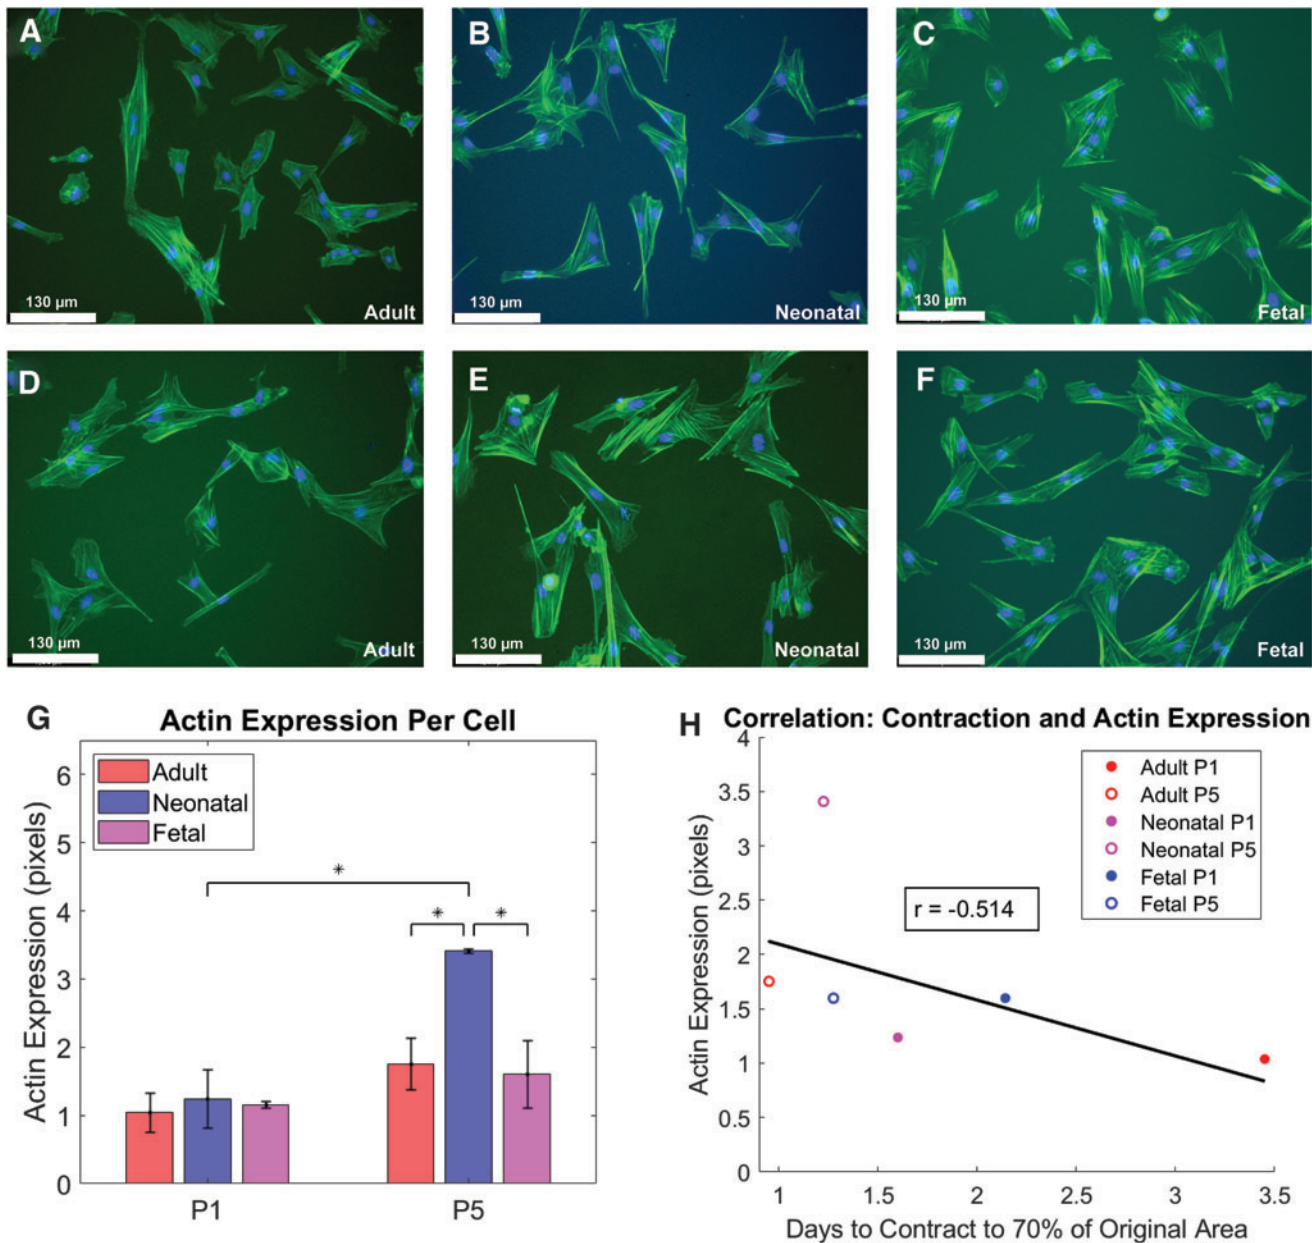 A
B
C
130 µm
Adult
130 µm
Neonatal
130 µm
Fetal
D
E
F
130 µm
Adult
130 µm
Neonatal
130 µm
Fetal
G
Actin Expression Per Cell
Actin Expression (pixels)
6
5
4
3
2
1
0
Adult
Neonatal
Fetal
*
*
*
P1
P5
H
Correlation: Contraction and Actin Expression
Actin Expression (pixels)
4
3.5
3
2.5
2
1.5
1
0.5
0
Adult P1
Adult P5
Neonatal P1
Neonatal P5
Fetal P1
Fetal P5
r = -0.514
1
1.5
2
2.5
3
3.5
Days to Contract to 70% of Original Area